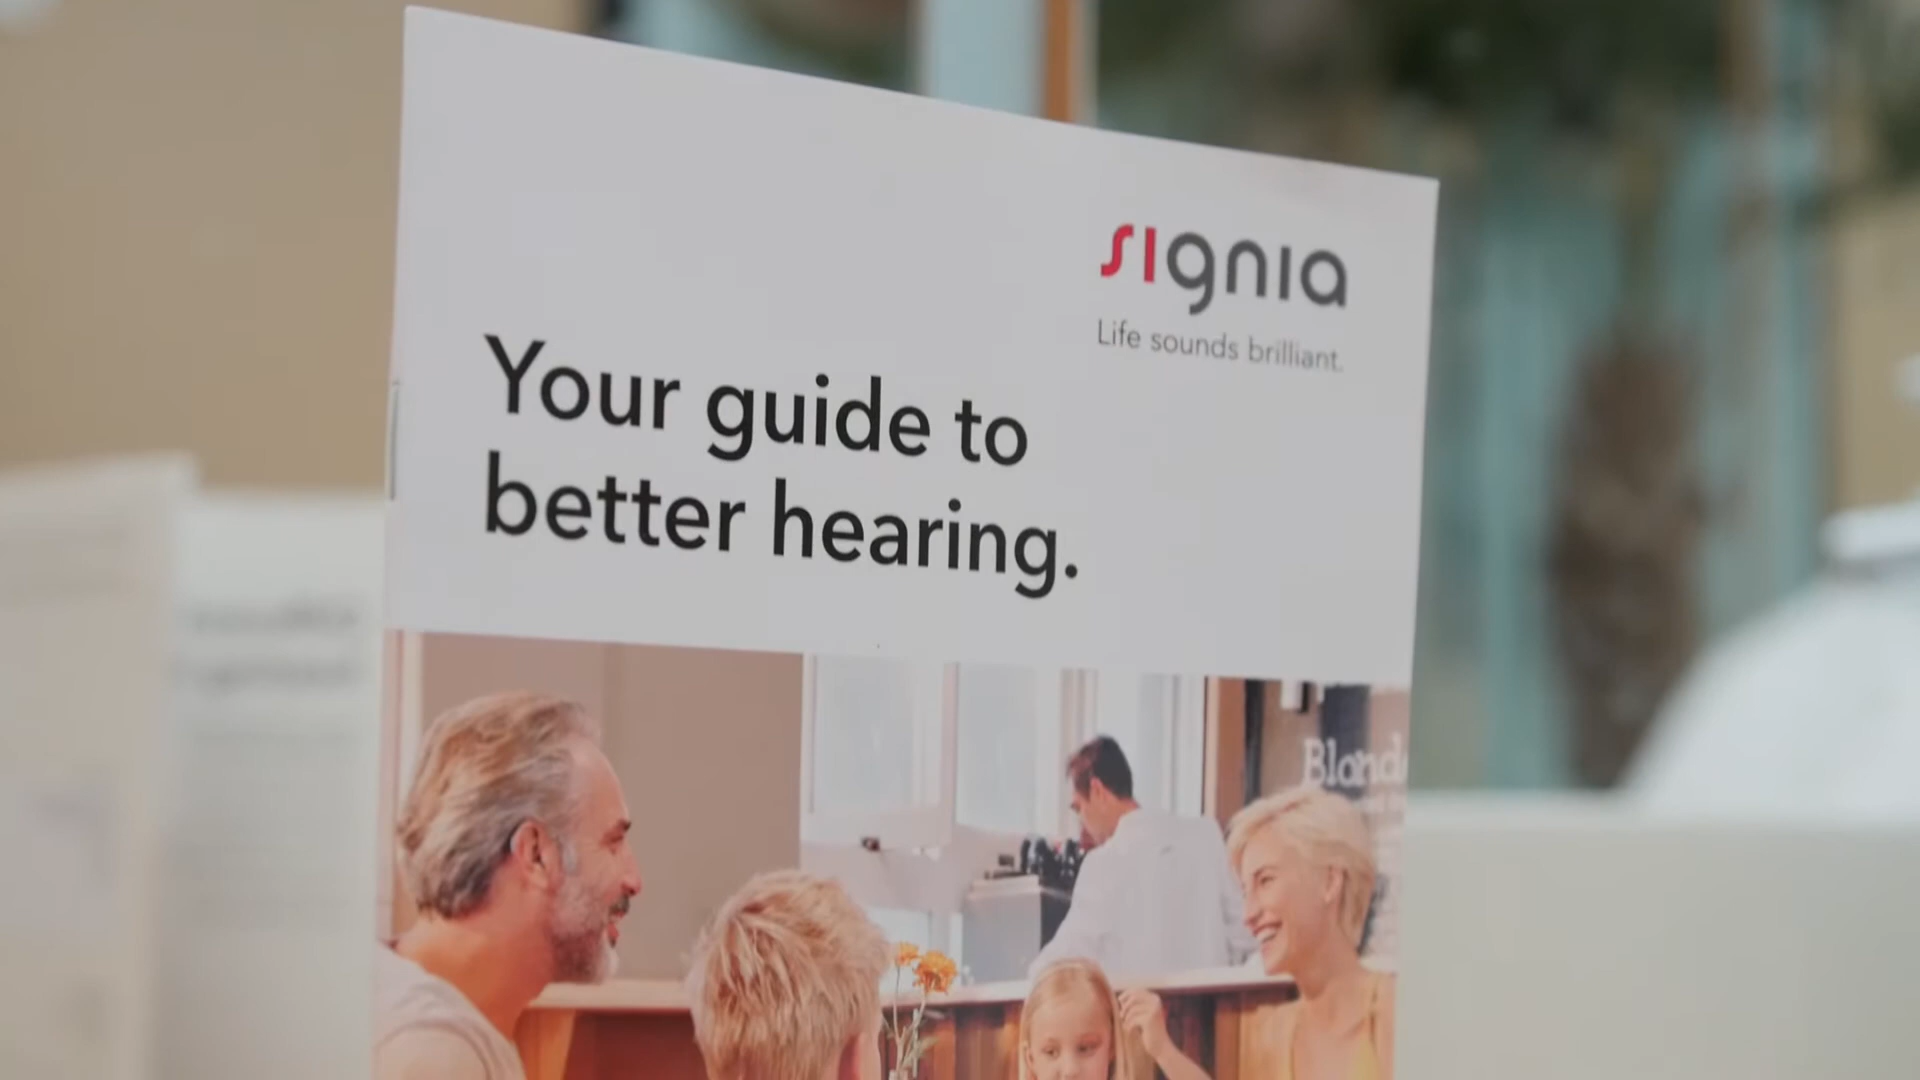 signia
Life sounds brilliant.
Your guide to
better hearing.